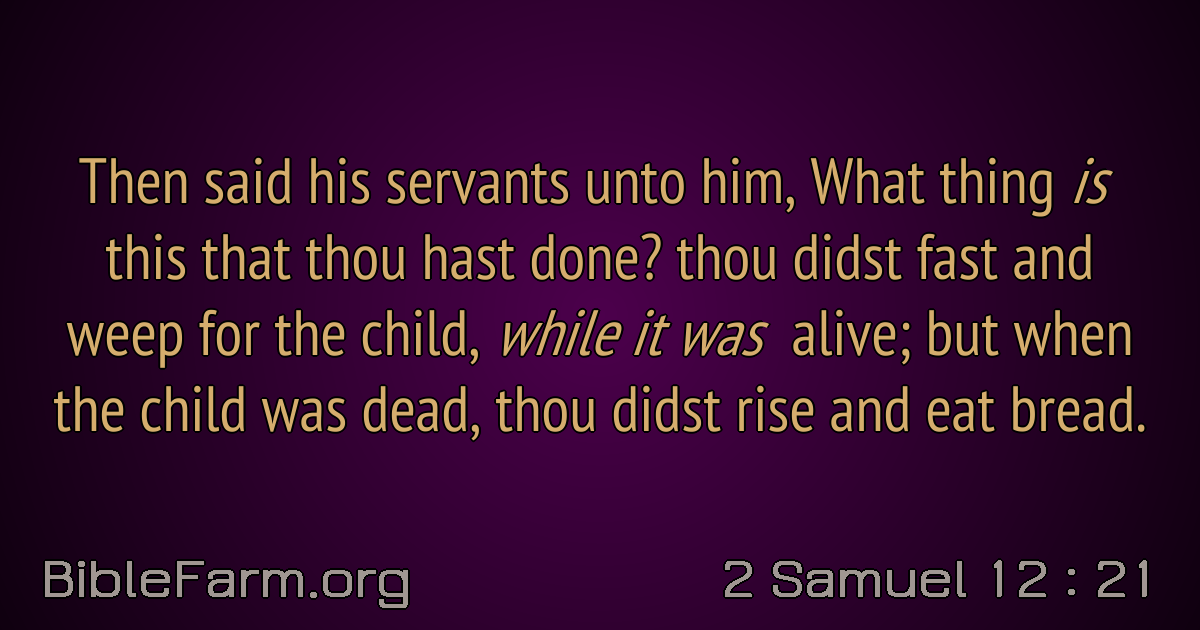 Then said his servants unto him, What thing is
this that thou hast done? thou didst fast and
weep for the child, while it was alive; but when
the child was dead, thou didst rise and eat bread.
BibleFarm.org
2 Samuel 12 : 21